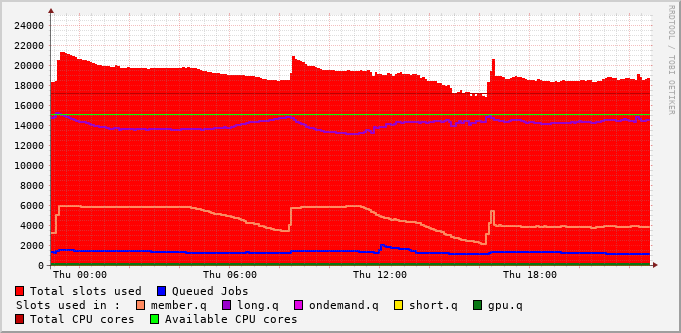 RRDTOOL / TOBI OETIKER
24000
22000
20000
18000
16000
14000
12000
10000
8000
6000
4000
2000
0
Thu 00:00 Thu 06:00 Thu 12:00 Thu 18:00
Total slots used Queued Jobs
Slots used in : member.q long.q ondemand.q short.q gpu.q
Total CPU cores Available CPU cores